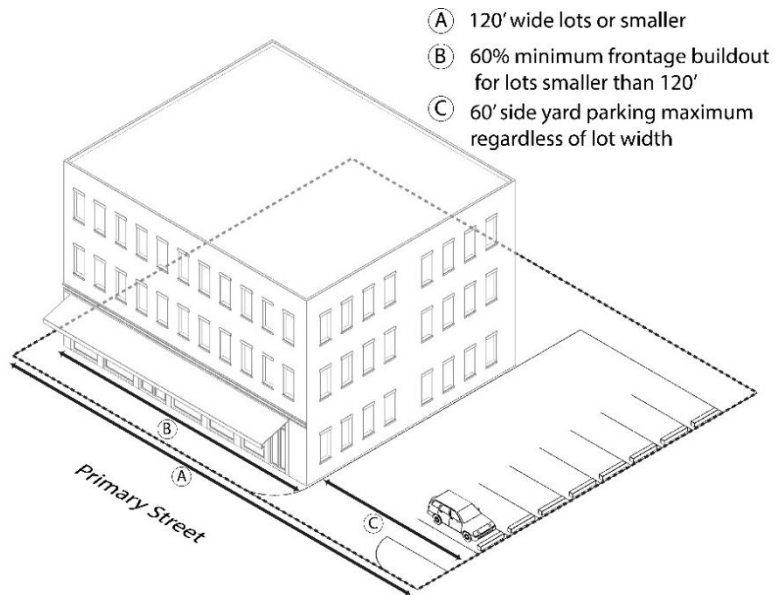 Ⓐ 120' wide lots or smaller
Ⓑ 60% minimum frontage buildout
for lots smaller than 120'
Ⓒ 60' side yard parking maximum
regardless of lot width
Ⓑ
Ⓐ
Primary Street
Ⓒ